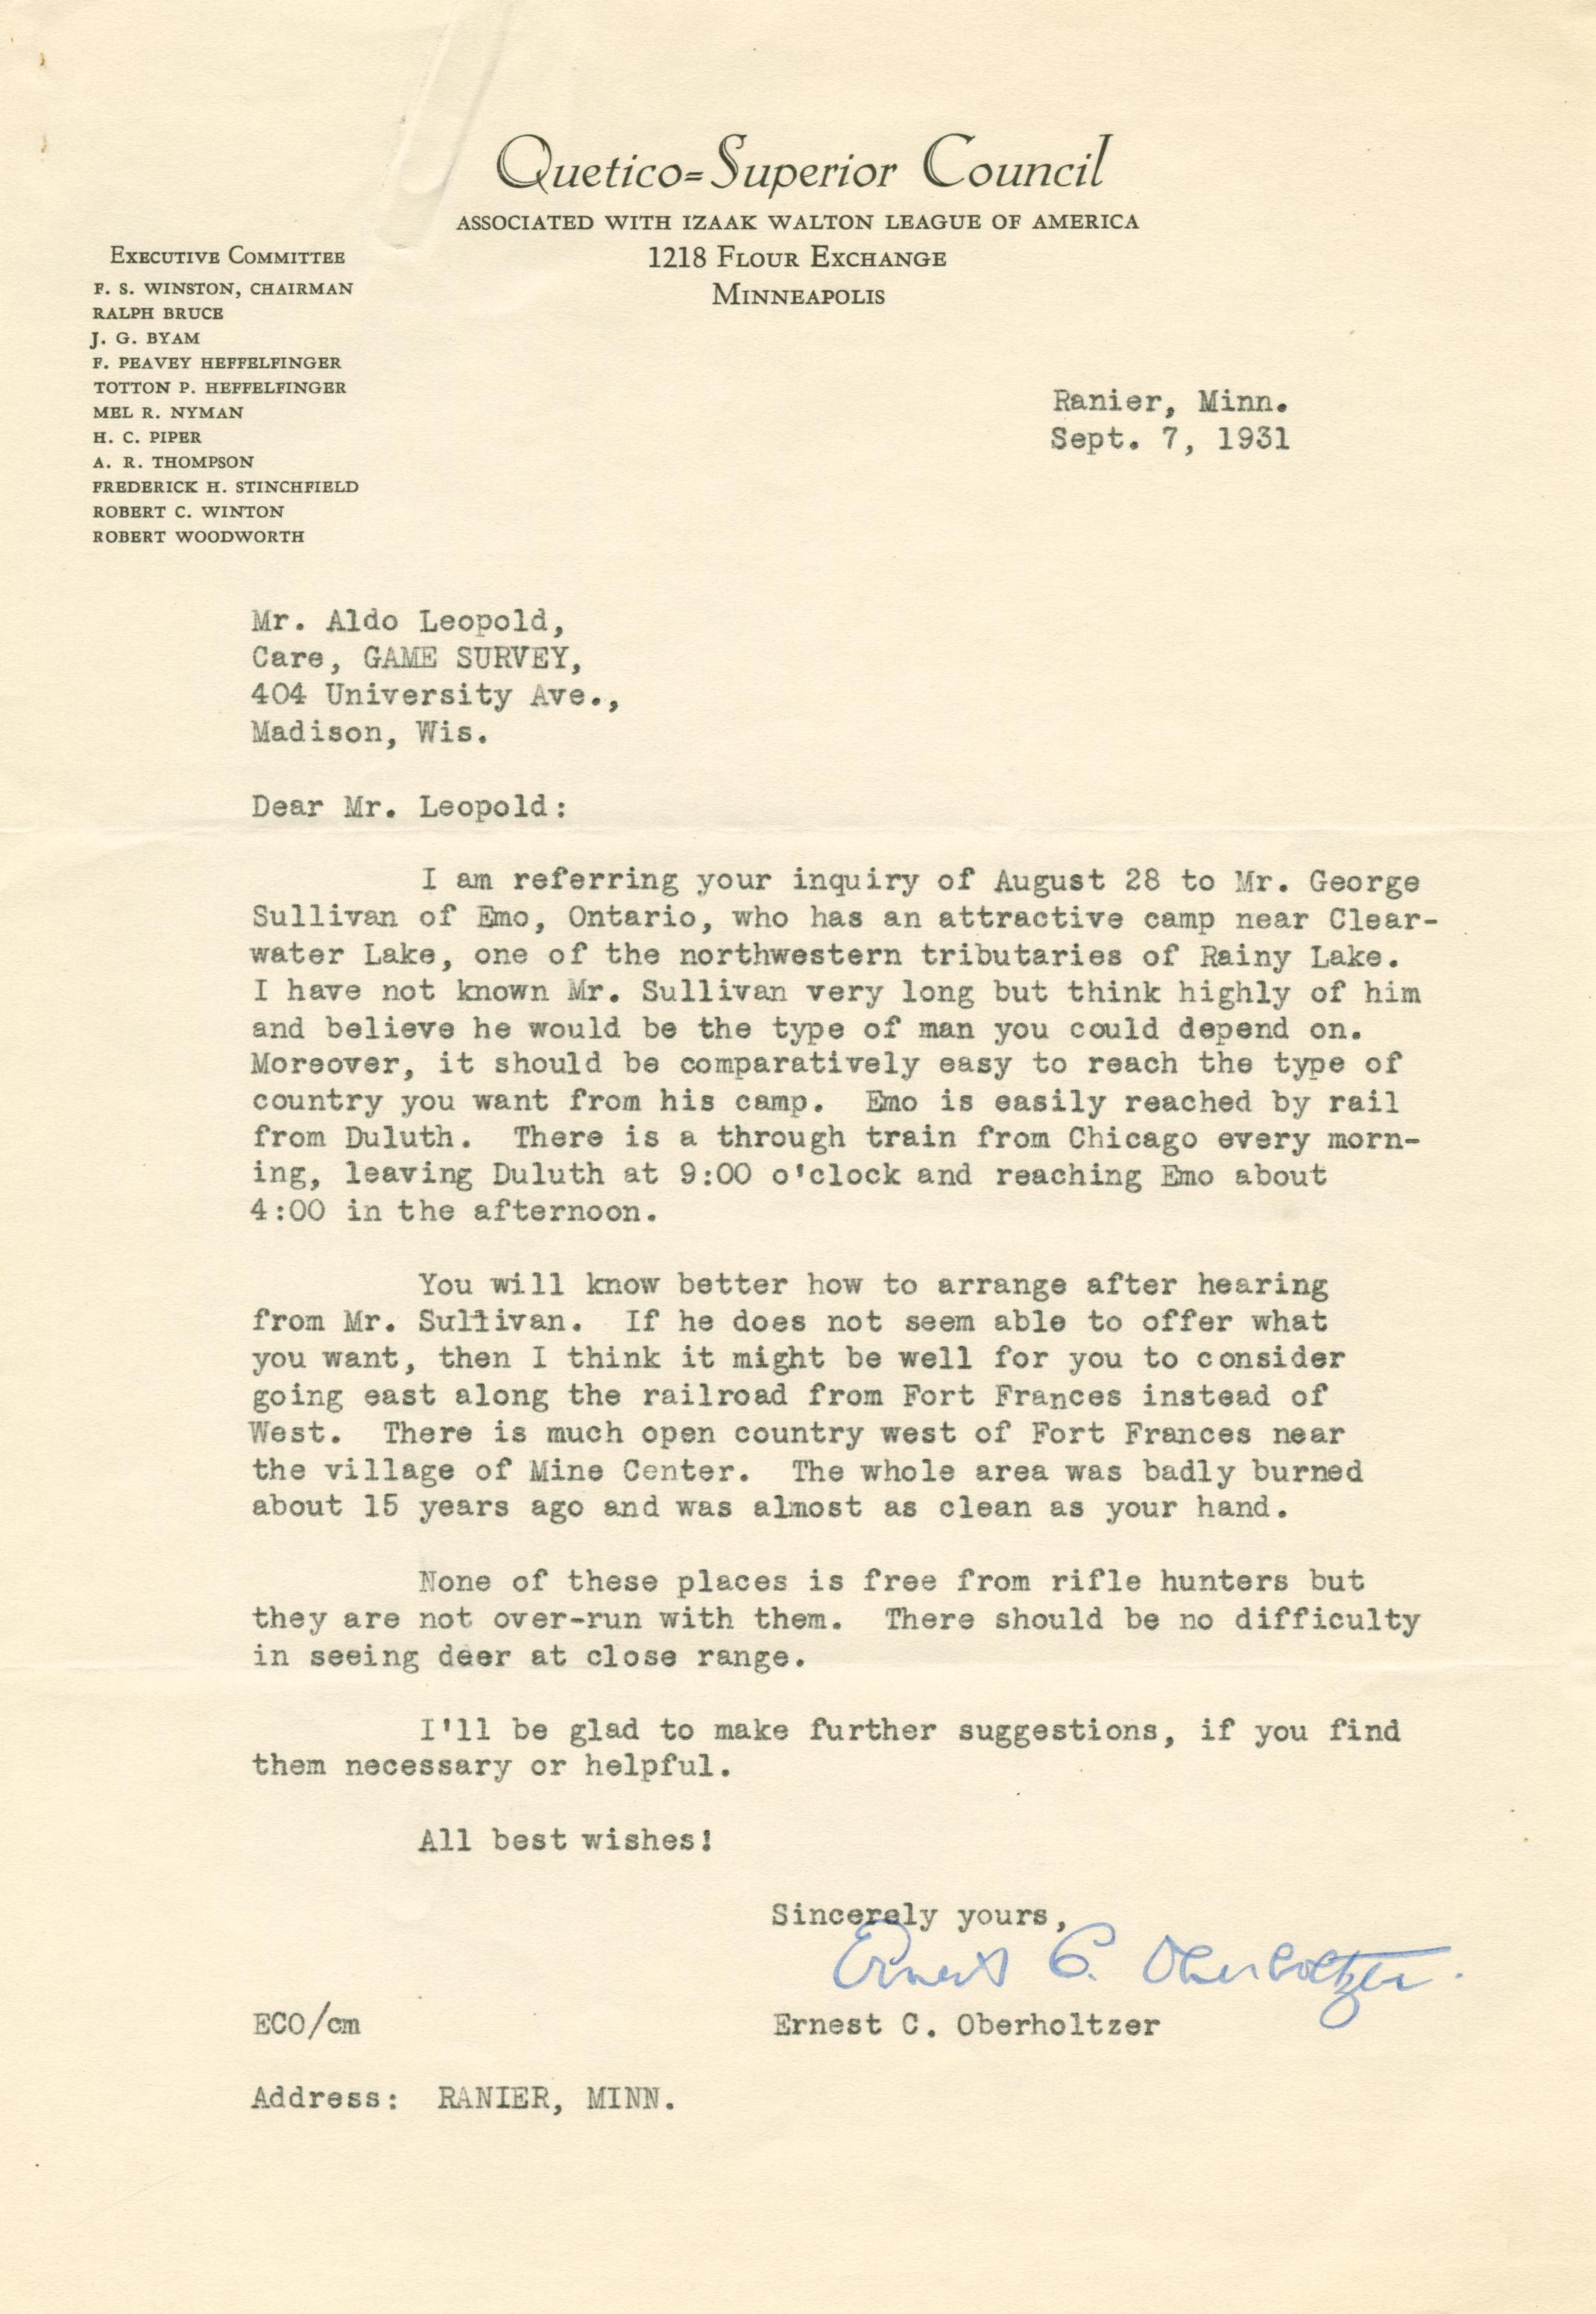 Quetico=Superior Council
ASSOCIATED WITH IZAAK WALTON LEAGUE OF AMERICA
1218 FLOUR EXCHANGE
MINNEAPOLIS
EXECUTIVE COMMITTEE
F. S. WINSTON, CHAIRMAN
RALPH BRUCE
J. G. BYAM
F. PEAVEY HEFFELFINGER
TOTTON P. HEFFELFINGER
MEL R. NYMAN
H. C. PIPER
A. R. THOMPSON
FREDERICK H. STINCHFIELD
ROBERT C. WINTON
ROBERT WOODWORTH
Ranier, Minn.
Sept. 7, 1931
Mr. Aldo Leopold,
Care, GAME SURVEY,
404 University Ave.,
Madison, Wis.
Dear Mr. Leopold:
I am referring your inquiry of August 28 to Mr. George
Sullivan of Emo, Ontario, who has an attractive camp near Clear-
water Lake, one of the northwestern tributaries of Rainy Lake.
I have not known Mr. Sullivan very long but think highly of him
and believe he would be the type of man you could depend on.
Moreover, it should be comparatively easy to reach the type of
country you want from his camp. Emo is easily reached by rail
from Duluth. There is a through train from Chicago every morn-
ing, leaving Duluth at 9:00 o'clock and reaching Emo about
4:00 in the afternoon.
You will know better how to arrange after hearing
from Mr. Sullivan. If he does not seem able to offer what
you want, then I think it might be well for you to consider
going east along the railroad from Fort Frances instead of
West. There is much open country west of Fort Frances near
the village of Mine Center. The whole area was badly burned
about 15 years ago and was almost as clean as your hand.
None of these places is free from rifle hunters but
they are not over-run with them. There should be no difficulty
in seeing deer at close range.
I'll be glad to make further suggestions, if you find
them necessary or helpful.
All best wishes!
Sincerely yours,
Ernest C. Oberholtzer.
ECO/cm
Ernest C. Oberholtzer
Address: RANIER, MINN.